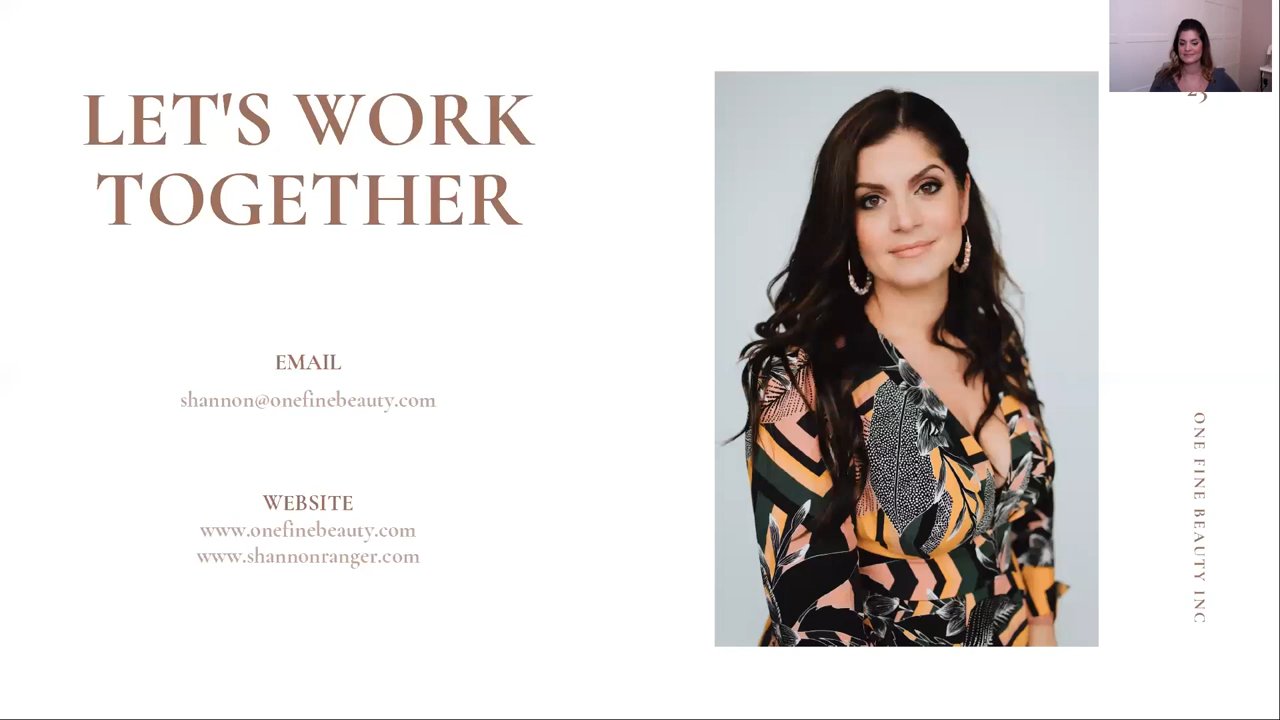 LET'S WORK
TOGETHER
EMAIL
shannon@onefinebeauty.com
WEBSITE
www.onefinebeauty.com
www.shannonranger.com
ONE FINE BEAUTY INC